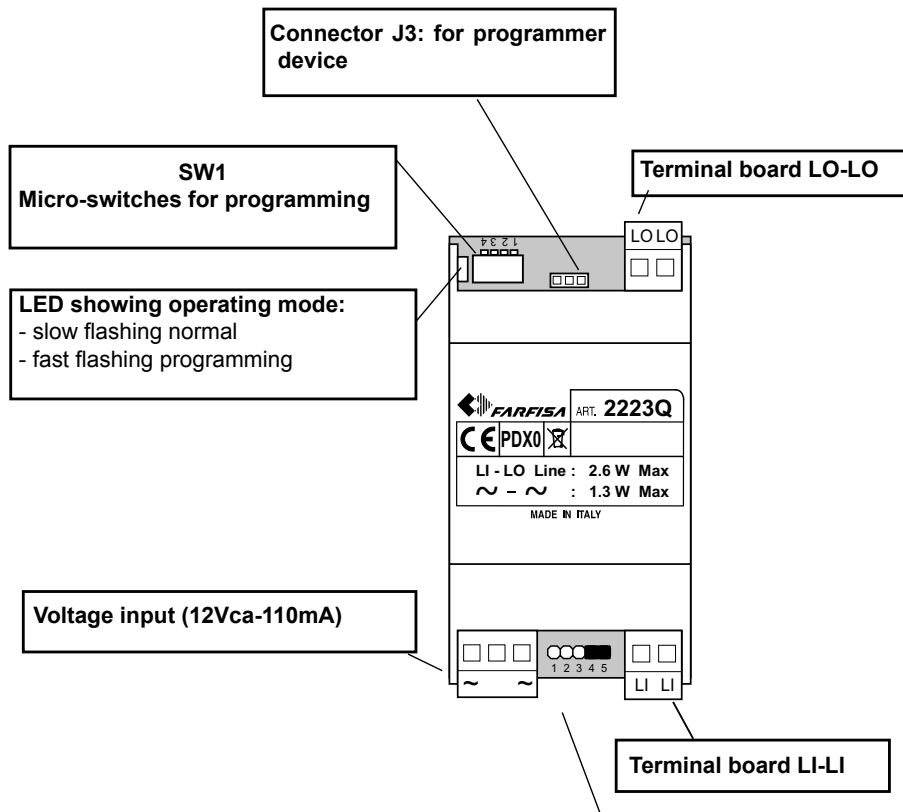 Connector J3: for programmer
device
SW1
Micro-switches for programming
Terminal board LO-LO
LED showing operating mode:
- slow flashing normal
- fast flashing programming
4 3 2 1
LO LO
FARFISA ART. 2223Q
CE PDX0
LI - LO Line : 2.6 W Max
~ - ~ : 1.3 W Max
MADE IN ITALY
Voltage input (12Vca-110mA)
1 2 3 4 5
~ ~
LI LI
Terminal board LI-LI